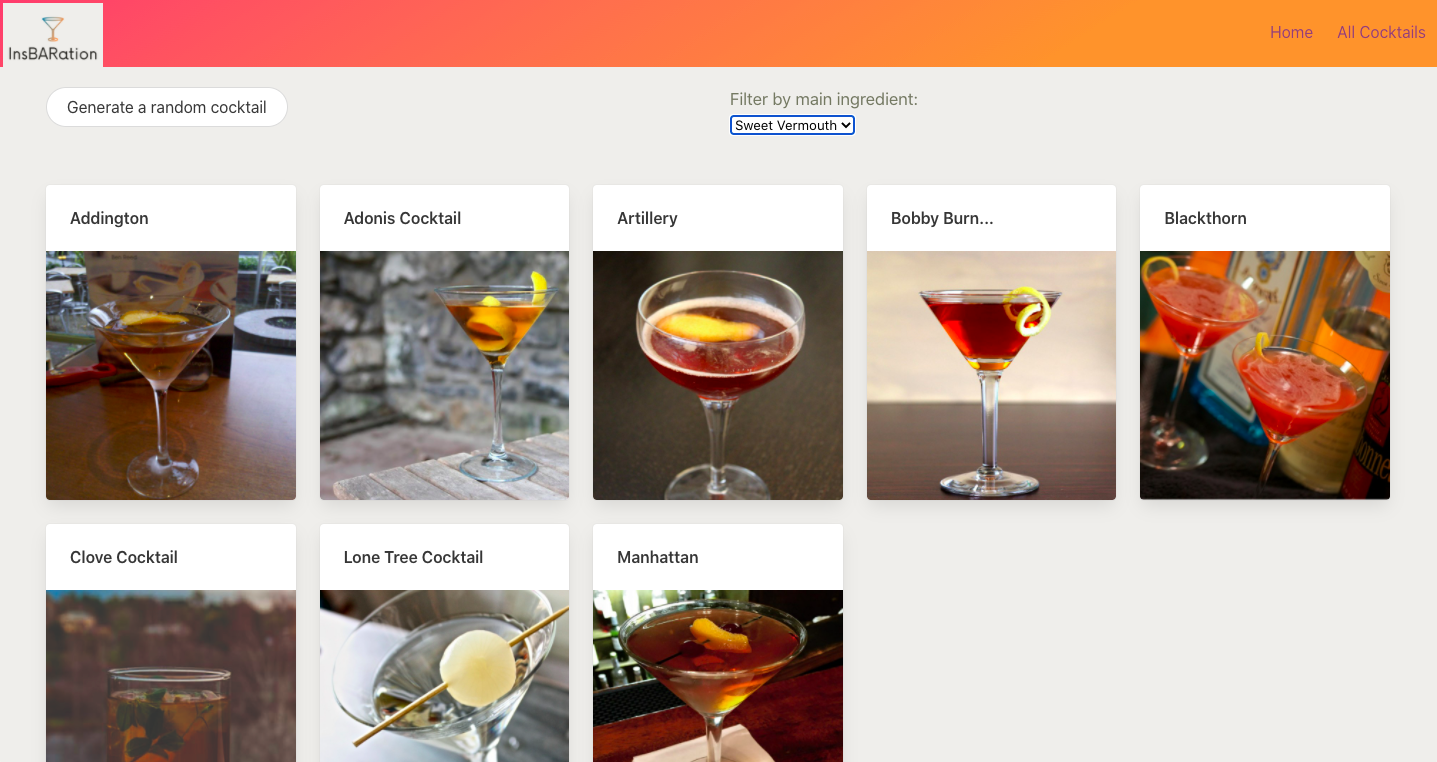 InsBARation
Home
All Cocktails
Generate a random cocktail
Filter by main ingredient:
Sweet Vermouth
Addington
Adonis Cocktail
Artillery
Bobby Burn...
Blackthorn
Clove Cocktail
Lone Tree Cocktail
Manhattan